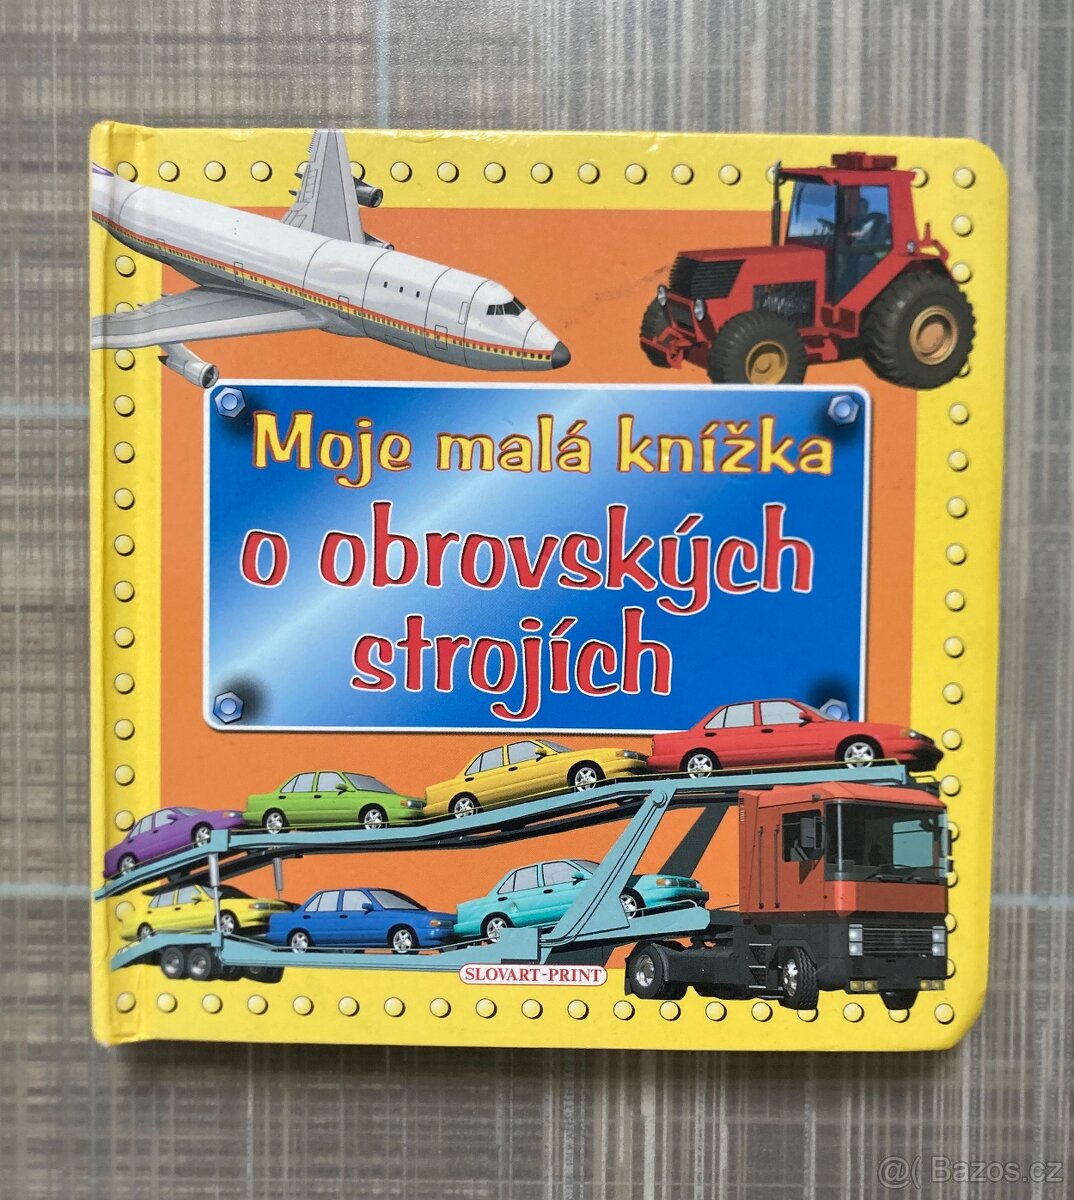 Moje malá knížka
o obrovských
strojích
SLOVART-PRINT
@( Bazos.cz